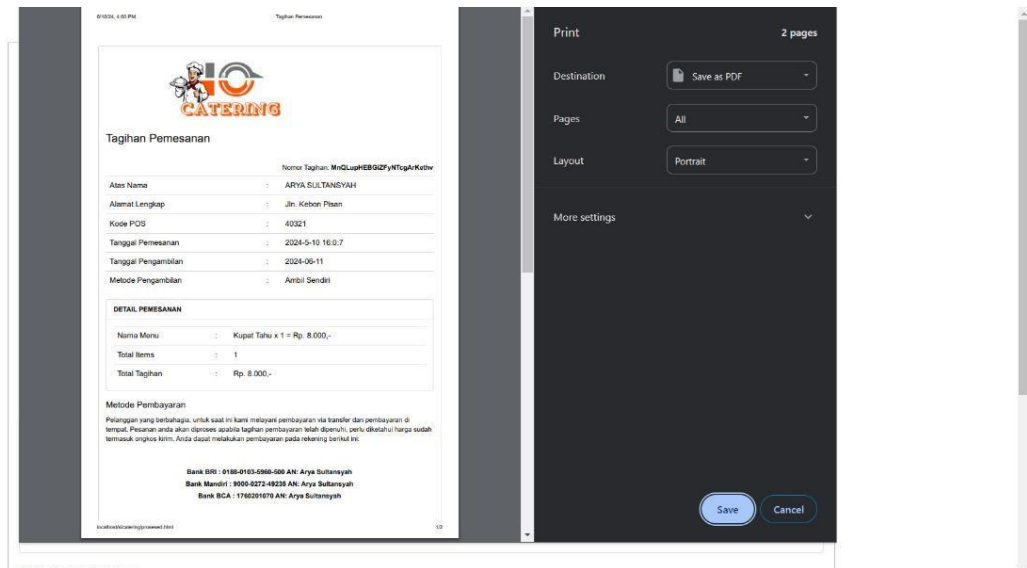 6/10/24, 4:00 PM Tagihan Pemesanan
IO
CATERING
Tagihan Pemesanan
Nomor Tagihan: MnQLupHEBGiZFyNTcgArKethv
Atas Nama : ARYA SULTANSYAH
Alamat Lengkap : Jln. Kebon Pisan
Kode POS : 40321
Tanggal Pemesanan : 2024-5-10 16:0:7
Tanggal Pengambilan : 2024-06-11
Metode Pengambilan : Ambil Sendiri
DETAIL PEMESANAN
Nama Menu : Kupat Tahu x 1 = Rp. 8.000,-
Total Items : 1
Total Tagihan : Rp. 8.000,-
Metode Pembayaran
Pelanggan yang berbahagia, untuk saat ini kami melayani pembayaran via transfer dan pembayaran di
tempat. Pesanan anda akan diproses apabila tagihan pembayaran telah dipenuhi, perlu diketahui harga sudah
termasuk ongkos kirim. Anda dapat melakukan pembayaran pada rekening berikut ini:
Bank BRI : 0188-0103-5960-500 AN: Arya Sultansyah
Bank Mandiri : 9000-0272-49235 AN: Arya Sultansyah
Bank BCA : 1760201070 AN: Arya Sultansyah
1/2
Print 2 pages
Destination Save as PDF
Pages All
Layout Portrait
More settings
Save Cancel